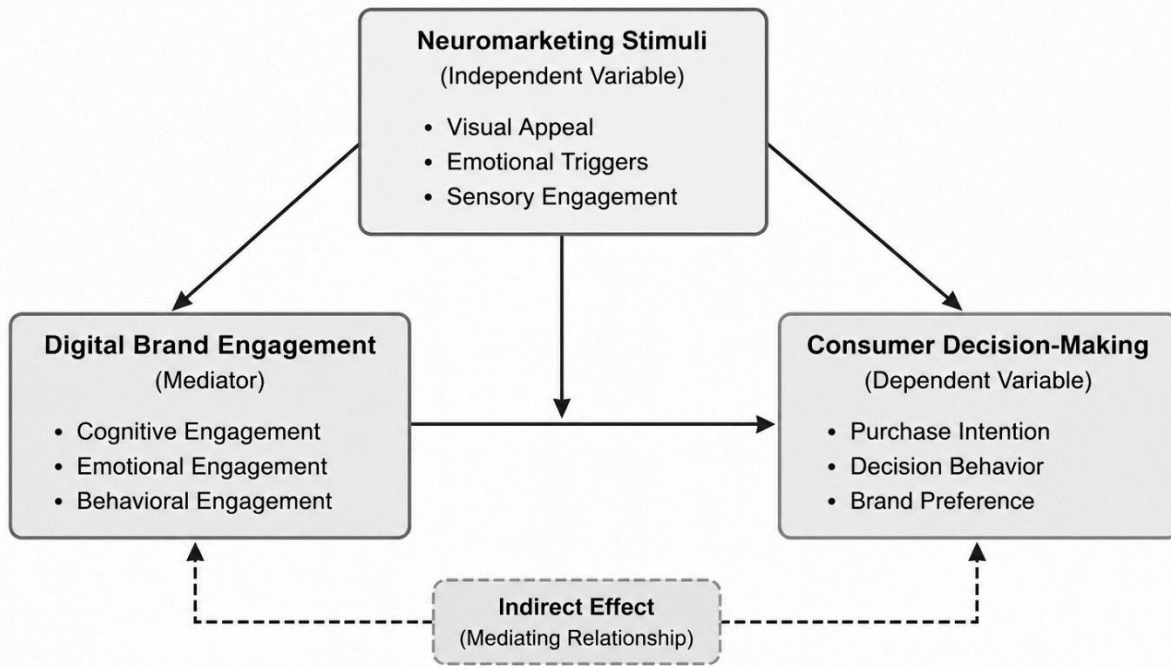 Neuromarketing Stimuli
(Independent Variable)
• Visual Appeal
• Emotional Triggers
• Sensory Engagement
Digital Brand Engagement
(Mediator)
• Cognitive Engagement
• Emotional Engagement
• Behavioral Engagement
Consumer Decision-Making
(Dependent Variable)
• Purchase Intention
• Decision Behavior
• Brand Preference
Indirect Effect
(Mediating Relationship)